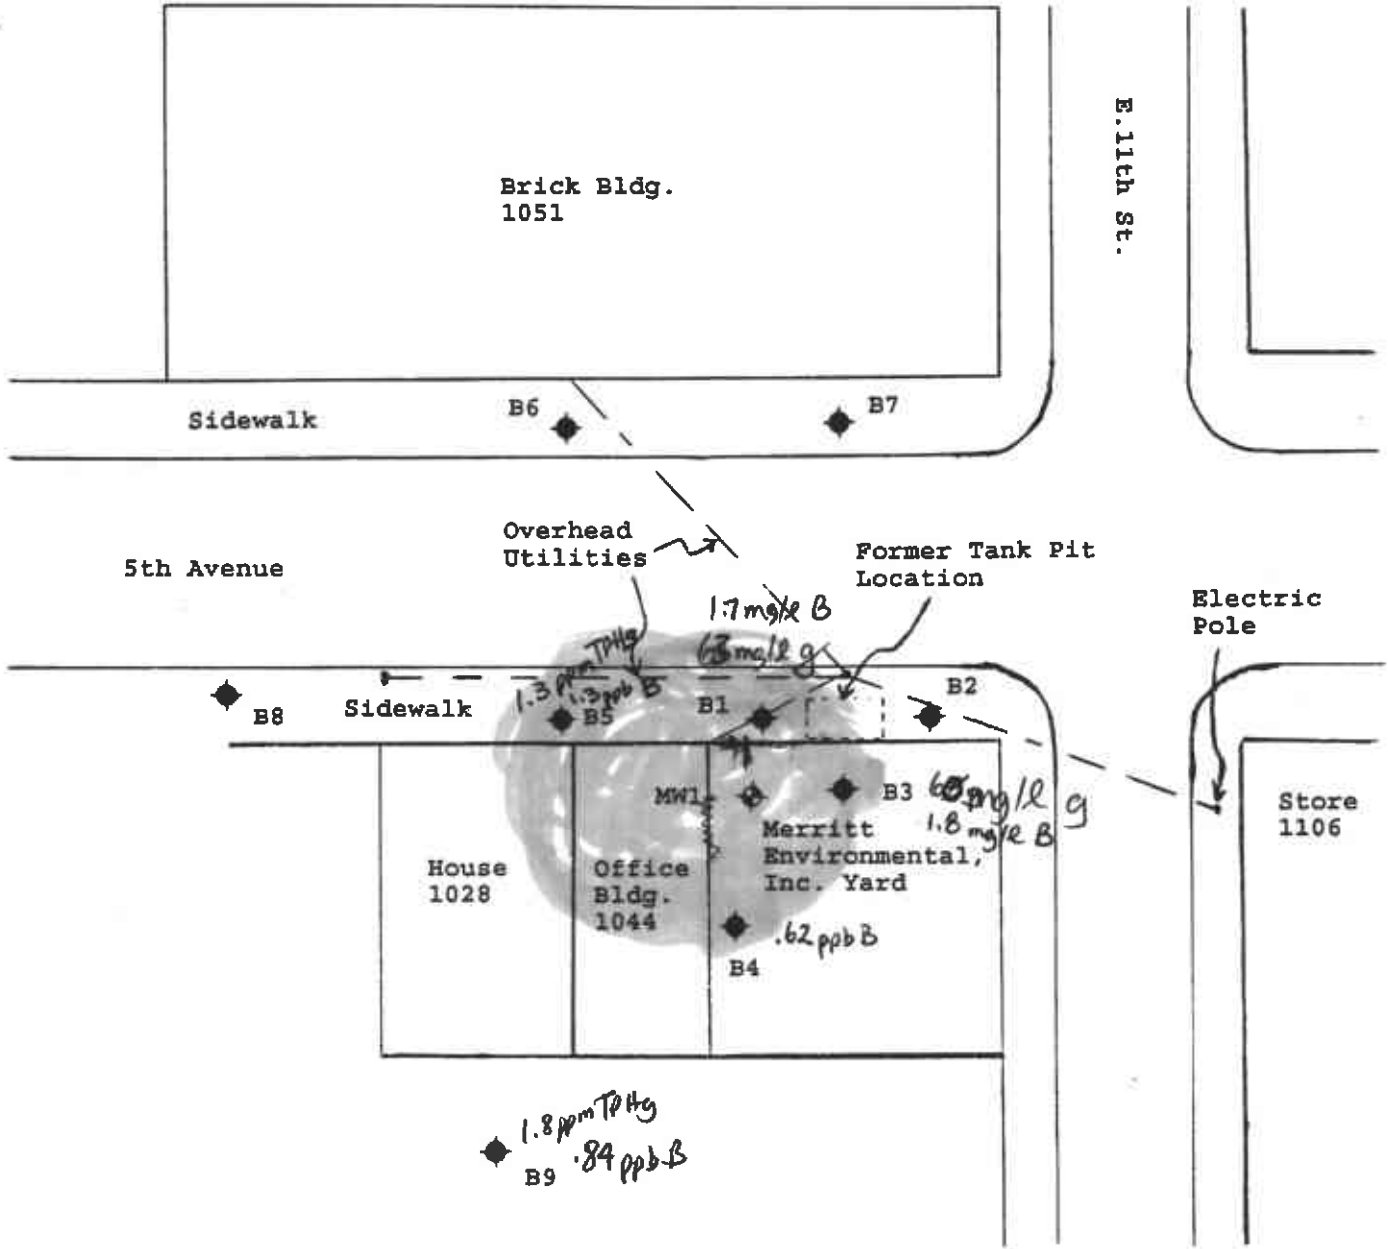 E.11th St.
Brick Bldg.
1051
Sidewalk
B6
B7
Overhead
Utilities
Former Tank Pit
Location
5th Avenue
Electric
Pole
1.7 mg/l B
mg/l g
1.3 ppm TPHg
1.3 ppb B
B8
Sidewalk
B5
B1
B2
MW1
B3
mg/l g
1.8 mg/l B
Store
1106
Merritt
Environmental,
Inc. Yard
House
1028
Office
Bldg.
1044
.62 ppb B
B4
1.8 ppm TPHg
.84 ppb B
B9